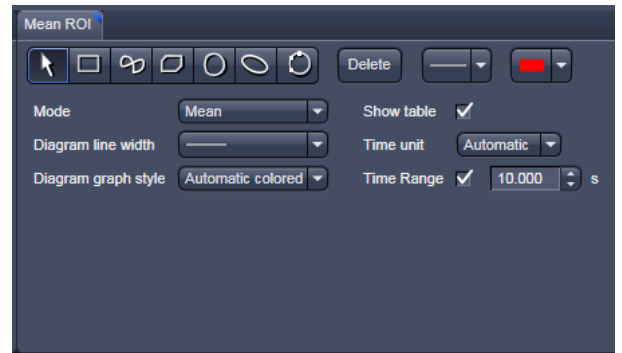 Mean ROI
Delete
Mode Mean Show table
Diagram line width Time unit Automatic
Diagram graph style Automatic colored Time Range 10.000 s